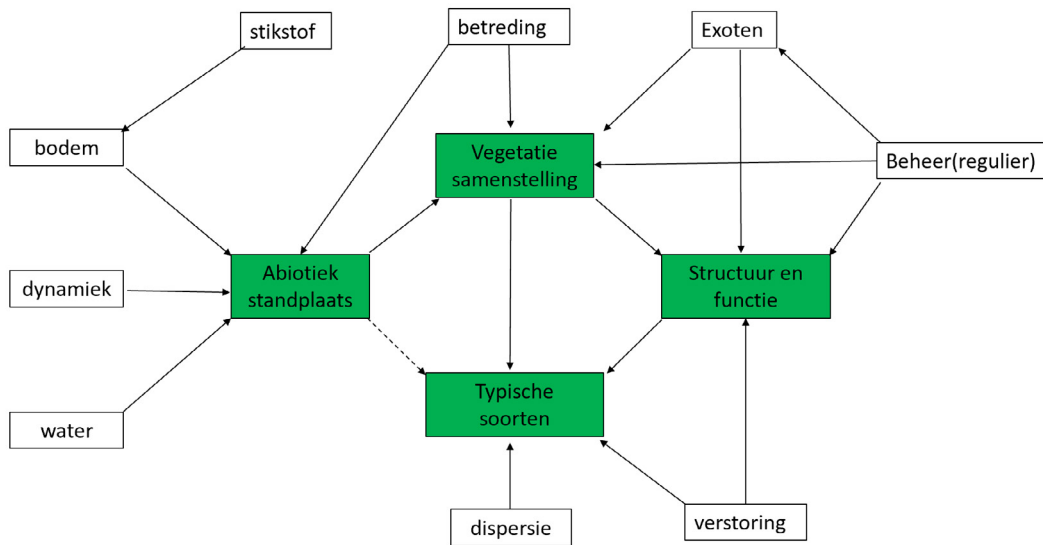 stikstof
betreding
Exoten
bodem
Vegetatie
samenstelling
Beheer(regulier)
Abiotiek
standplaats
Structuur en
functie
dynamiek
Typische
soorten
water
dispersie
verstoring